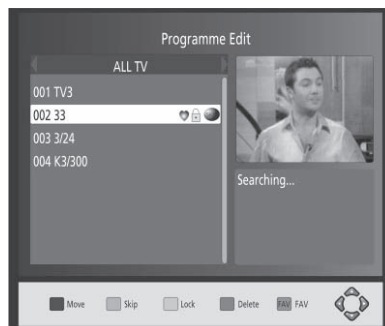 Programme Edit
ALL TV
001 TV3
002 33
003 3/24
004 K3/300
Searching...
Move Skip Lock Delete FAV FAV